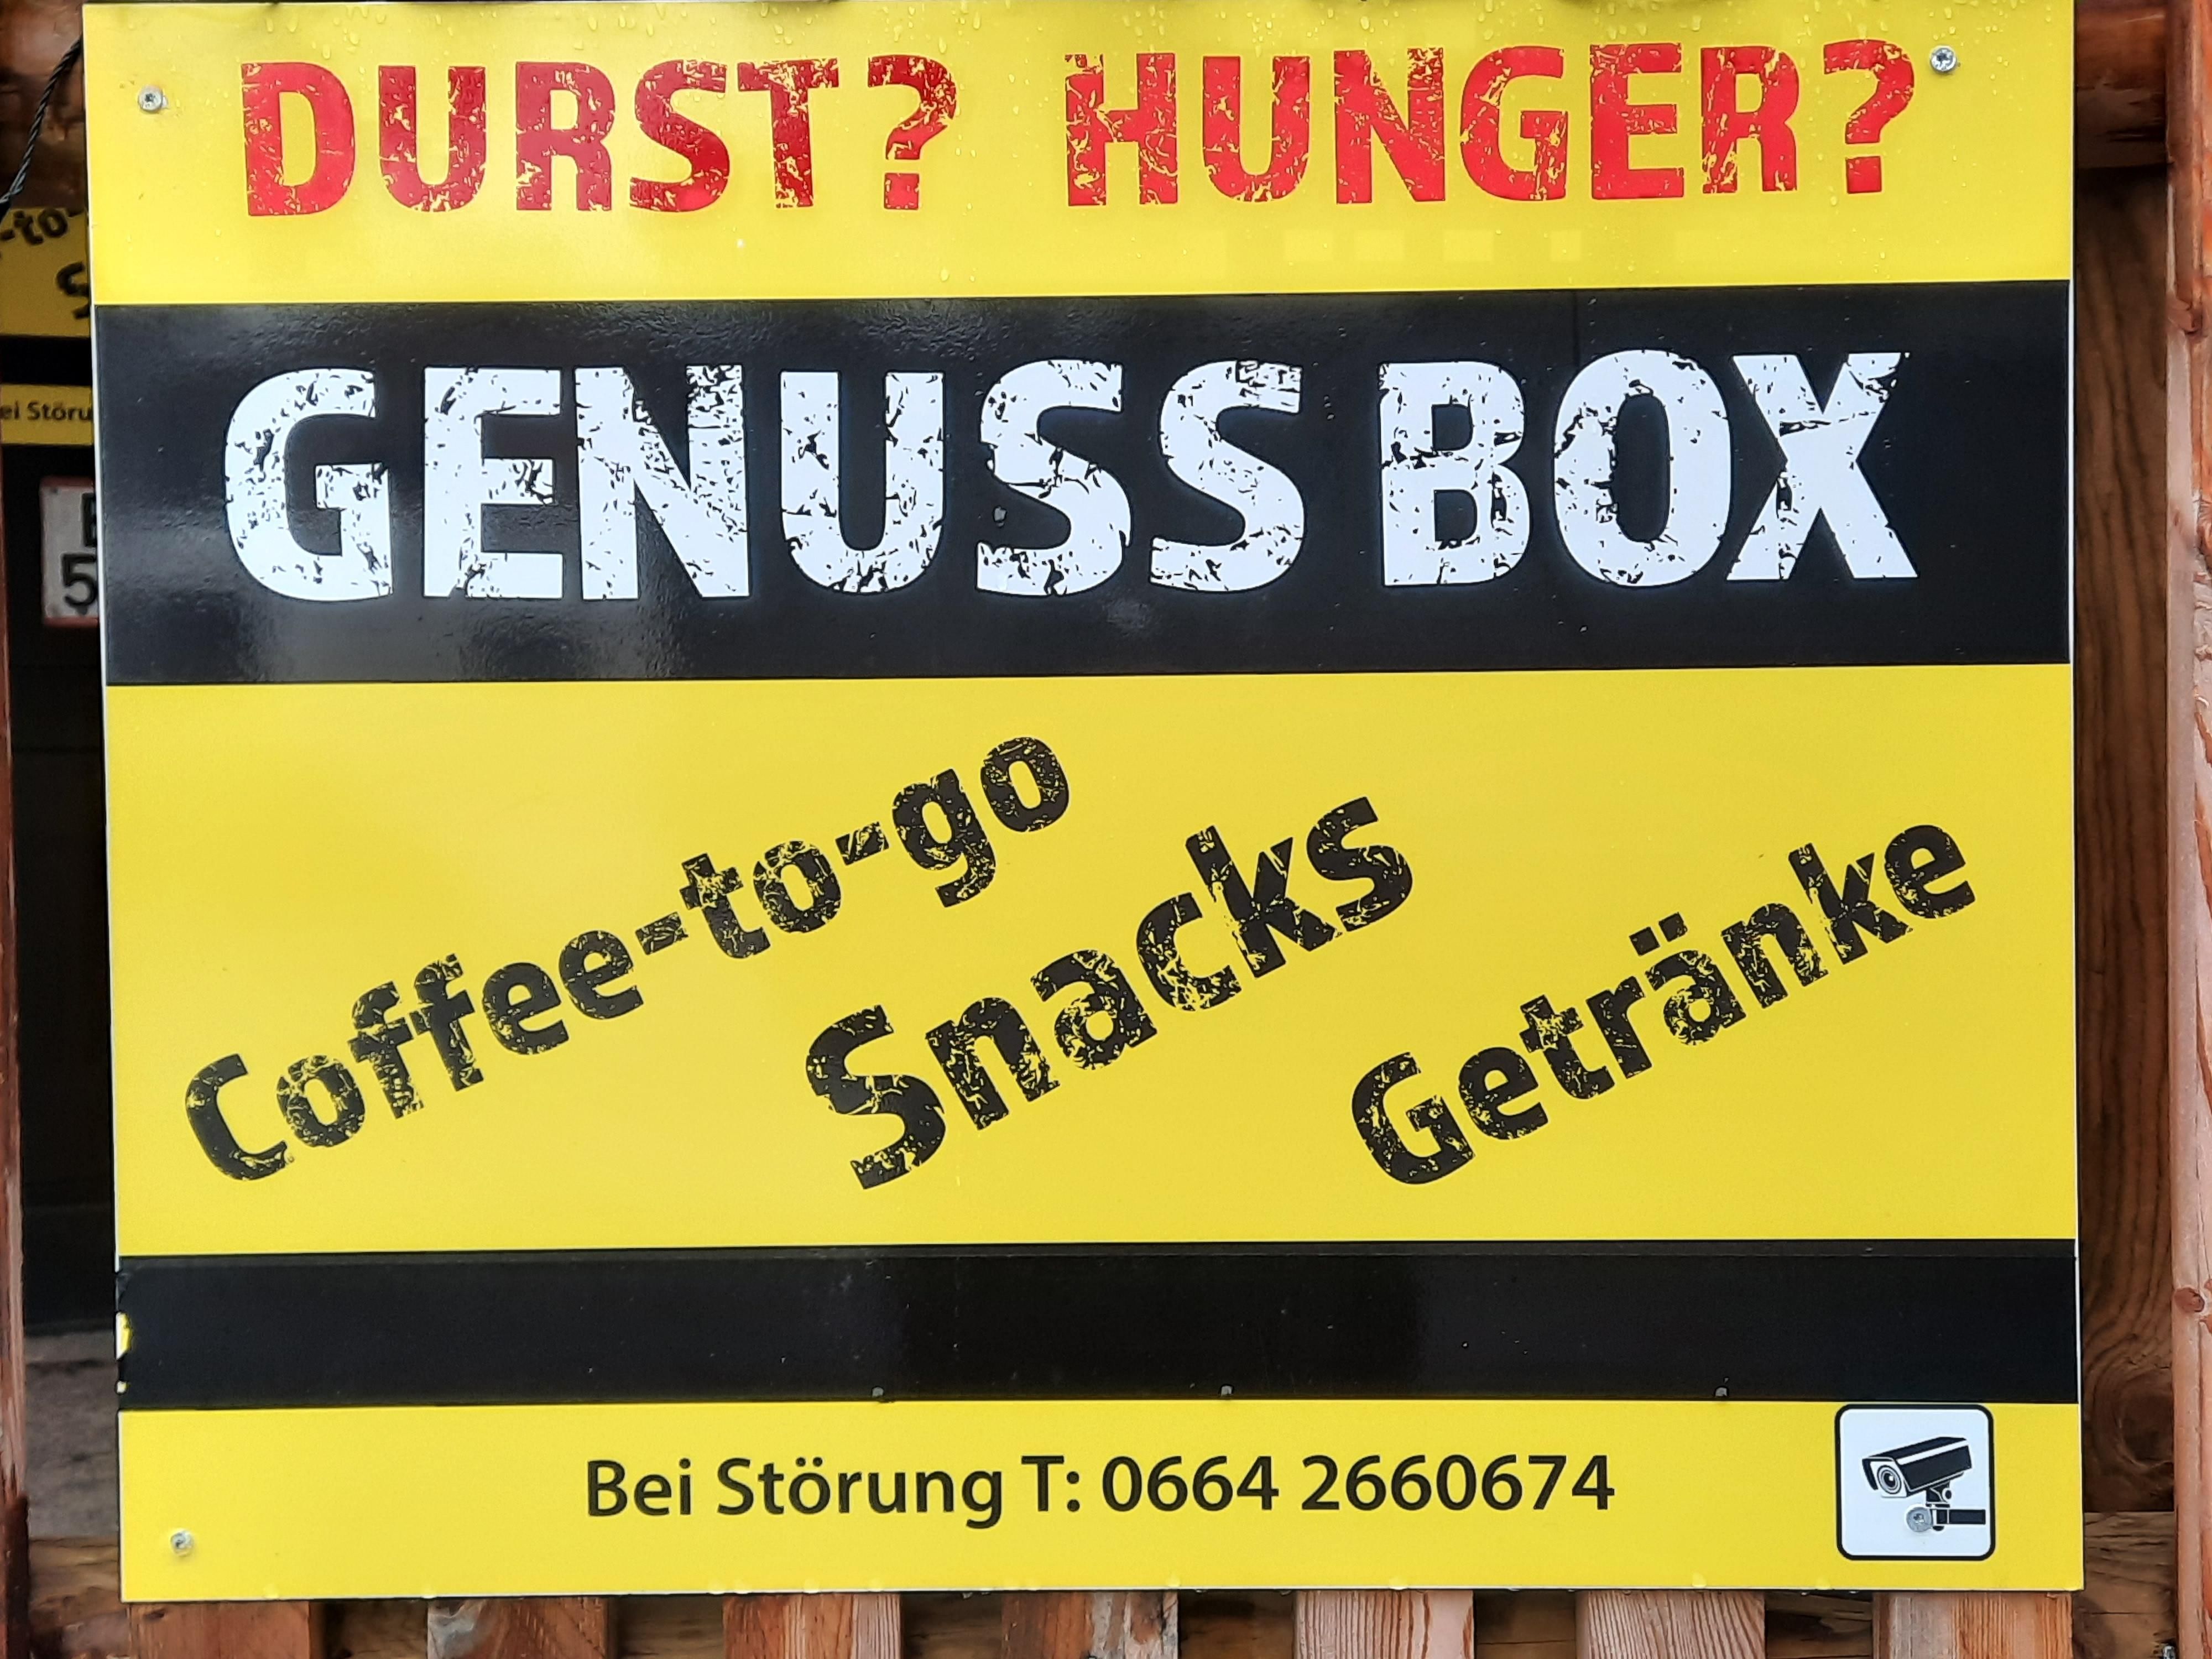 DURST? HUNGER?
GENUSS BOX
Coffee-to-go
Snacks
Getränke
Bei Störung T: 0664 2660674